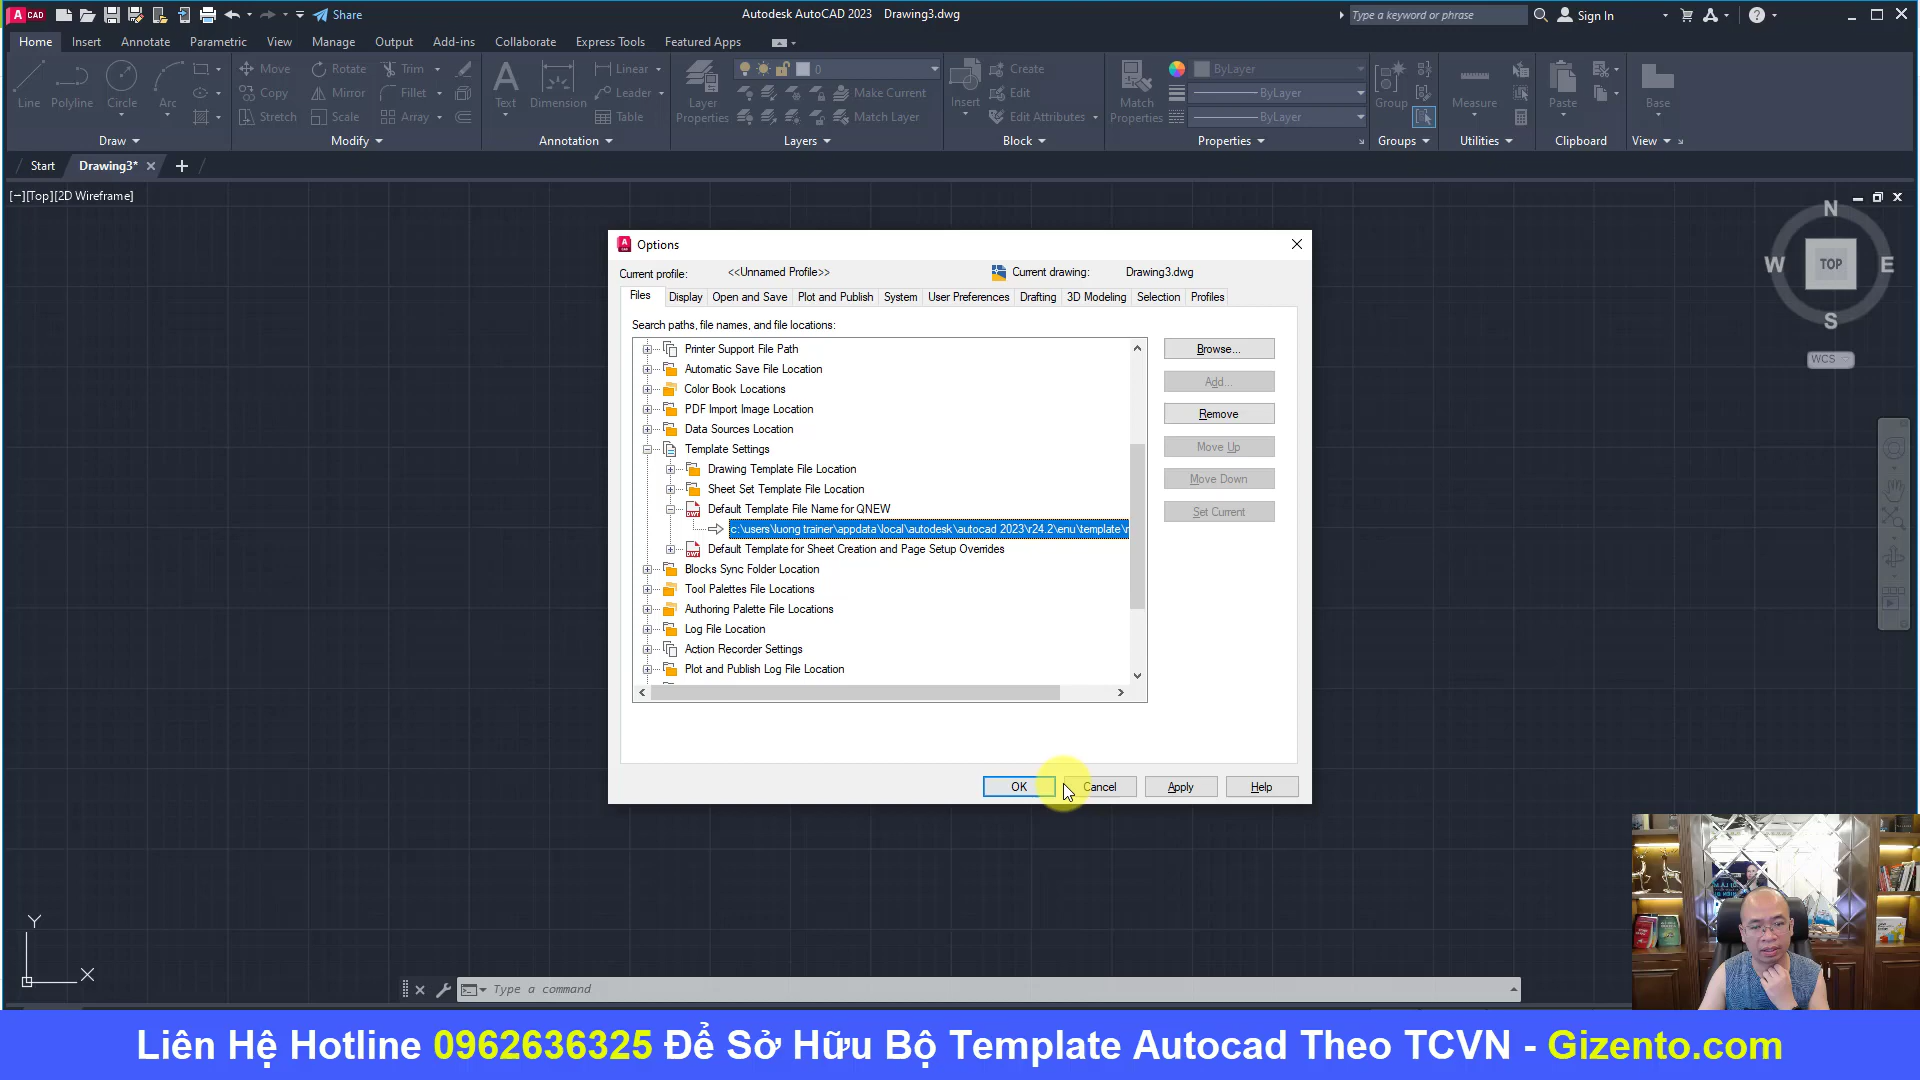 A CAD
Share
Autodesk AutoCAD 2023 Drawing3.dwg
Type a keyword or phrase
Sign In
Home Insert Annotate Parametric View Manage Output Add-ins Collaborate Express Tools Featured Apps
Line Polyline Circle Arc
Move Rotate Trim
Copy Mirror Fillet
Stretch Scale Array
Text Dimension
Linear
Leader
Table
Layer Properties
0
Make Current
Match Layer
Insert
Create
Edit
Edit Attributes
Match Properties
ByLayer
ByLayer
ByLayer
Group
Measure
Paste
Base
Draw Modify Annotation Layers Block Properties Groups Utilities Clipboard View
Start Drawing3*
[−][Top][2D Wireframe]
N
W TOP E
S
WCS
Options
Current profile: <<Unnamed Profile>> Current drawing: Drawing3.dwg
Files Display Open and Save Plot and Publish System User Preferences Drafting 3D Modeling Selection Profiles
Search paths, file names, and file locations:
Printer Support File Path
Automatic Save File Location
Color Book Locations
PDF Import Image Location
Data Sources Location
Template Settings
Drawing Template File Location
Sheet Set Template File Location
Default Template File Name for QNEW
c:\users\luong trainer\appdata\local\autodesk\autocad 2023\r24.2\enu\template\
Default Template for Sheet Creation and Page Setup Overrides
Blocks Sync Folder Location
Tool Palettes File Locations
Authoring Palette File Locations
Log File Location
Action Recorder Settings
Plot and Publish Log File Location
Browse...
Add...
Remove
Move Up
Move Down
Set Current
OK Cancel Apply Help
Y
X
Type a command
Liên Hệ Hotline 0962636325 Để Sở Hữu Bộ Template Autocad Theo TCVN - Gizento.com